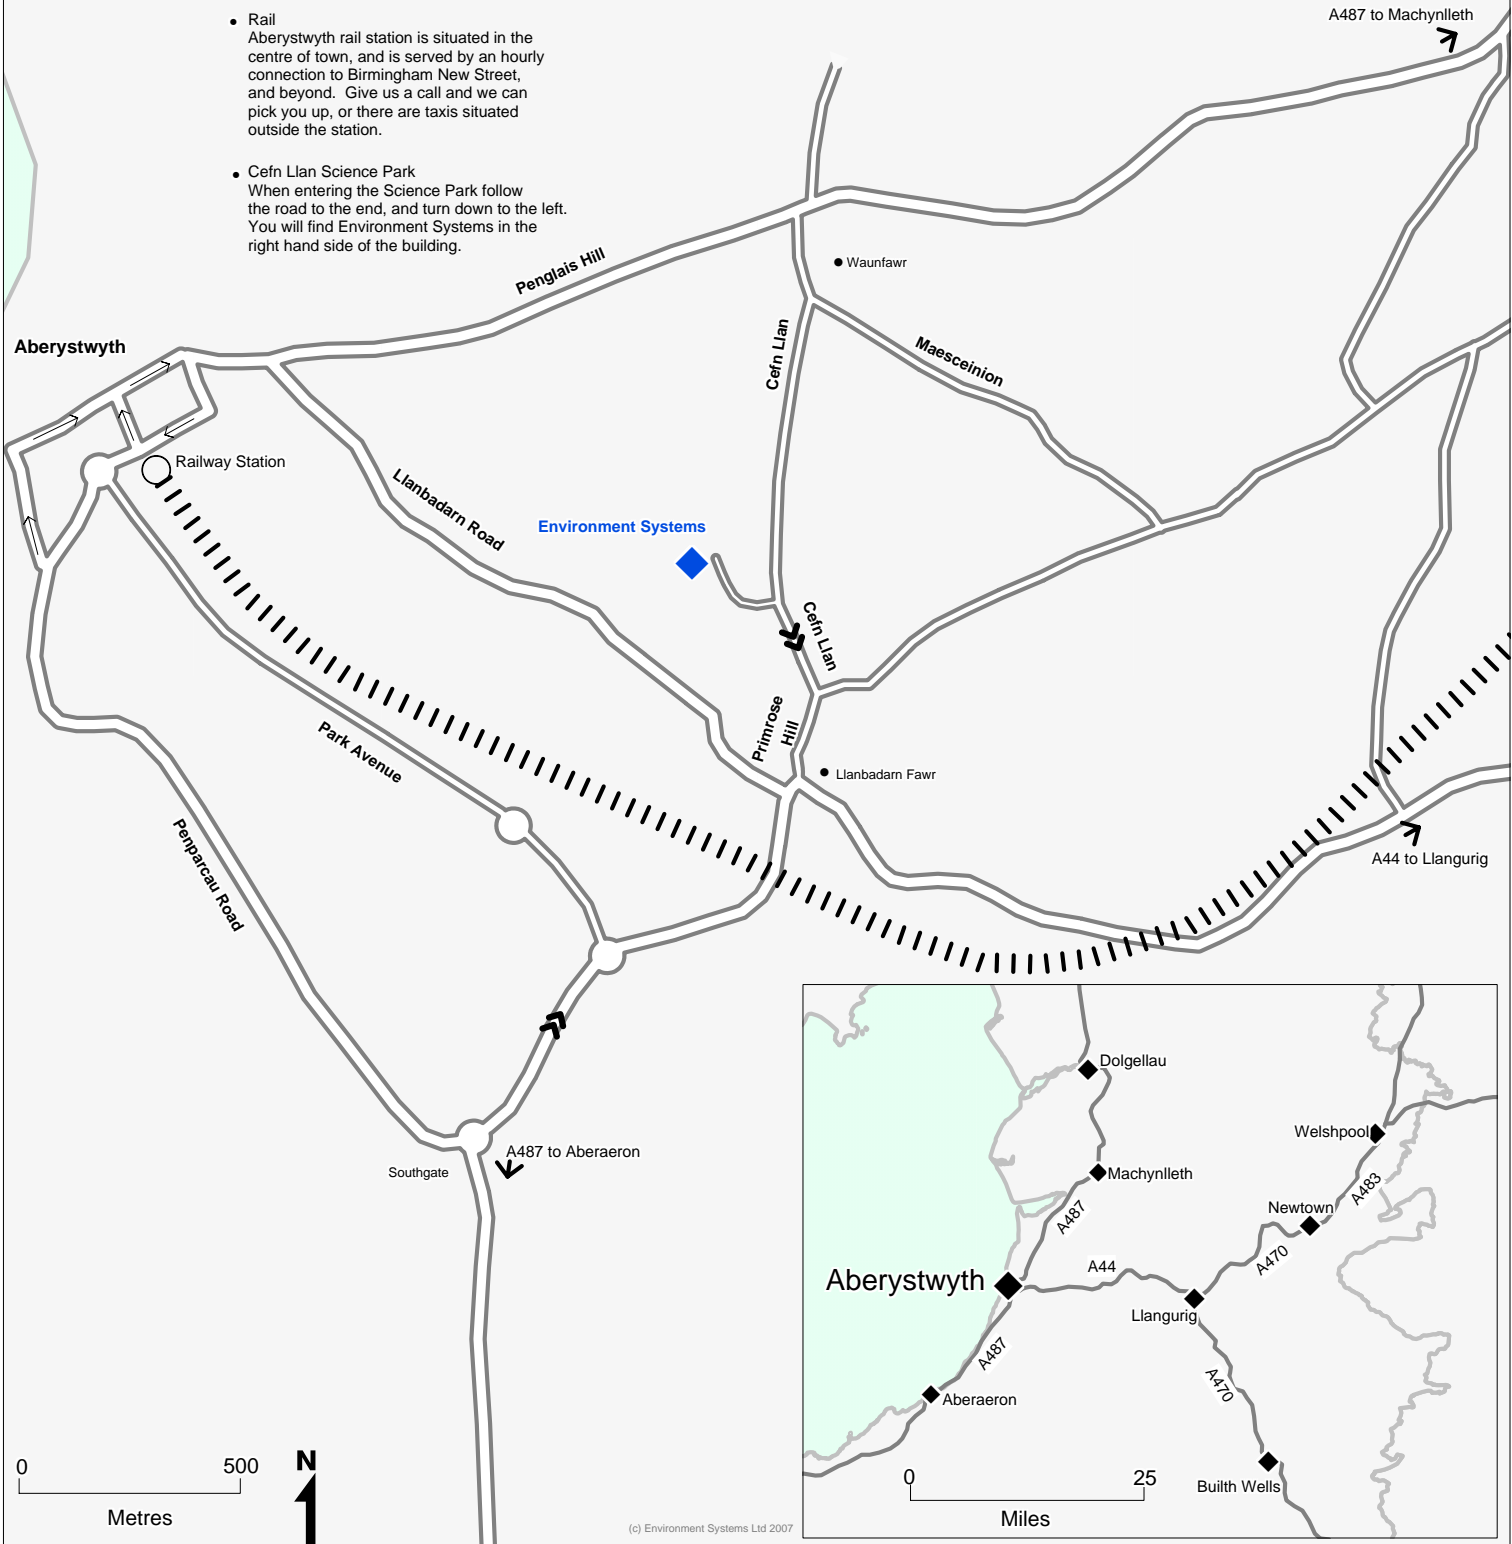 A487 to Machynlleth
• Rail
Aberystwyth rail station is situated in the
centre of town, and is served by an hourly
connection to Birmingham New Street,
and beyond.  Give us a call and we can
pick you up, or there are taxis situated
outside the station.
• Cefn Llan Science Park
When entering the Science Park follow
the road to the end, and turn down to the left.
You will find Environment Systems in the
right hand side of the building.
Penglais Hill
Waunfawr
Aberystwyth
Cefn Llan
Maesceinion
Railway Station
Llanbadarn Road
Environment Systems
Cefn Llan
Primrose
Hill
Park Avenue
Llanbadarn Fawr
Penparcau Road
A44 to Llangurig
A487 to Aberaeron
Southgate
Dolgellau
Welshpool
Machynlleth
A483
A487
Newtown
A470
A44
Aberystwyth
Llangurig
A487
A470
Aberaeron
Builth Wells
0 25
Miles
0 500
Metres
N
(c) Environment Systems Ltd 2007